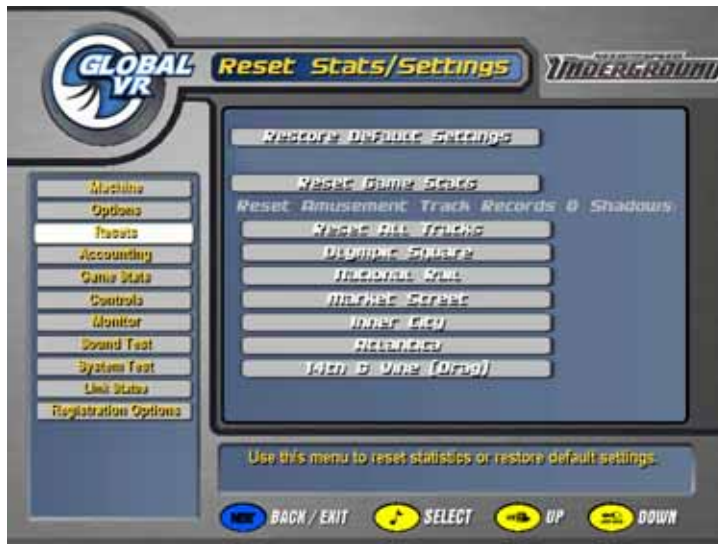 GLOBAL VR
Reset Stats/Settings
UNDERGROUND
Restore Default Settings
Reset Game Stats
Reset Amusement Track Records & Shadows
Reset All Tracks
Olympic Square
National Rail
Market Street
Inner City
Atlantica
14th & Vine (Drag)
Machine
Options
Resets
Accounting
Game Stats
Controls
Monitor
Sound Test
System Test
Link Status
Registration Options
Use this menu to reset statistics or restore default settings.
BACK / EXIT
SELECT
UP
DOWN